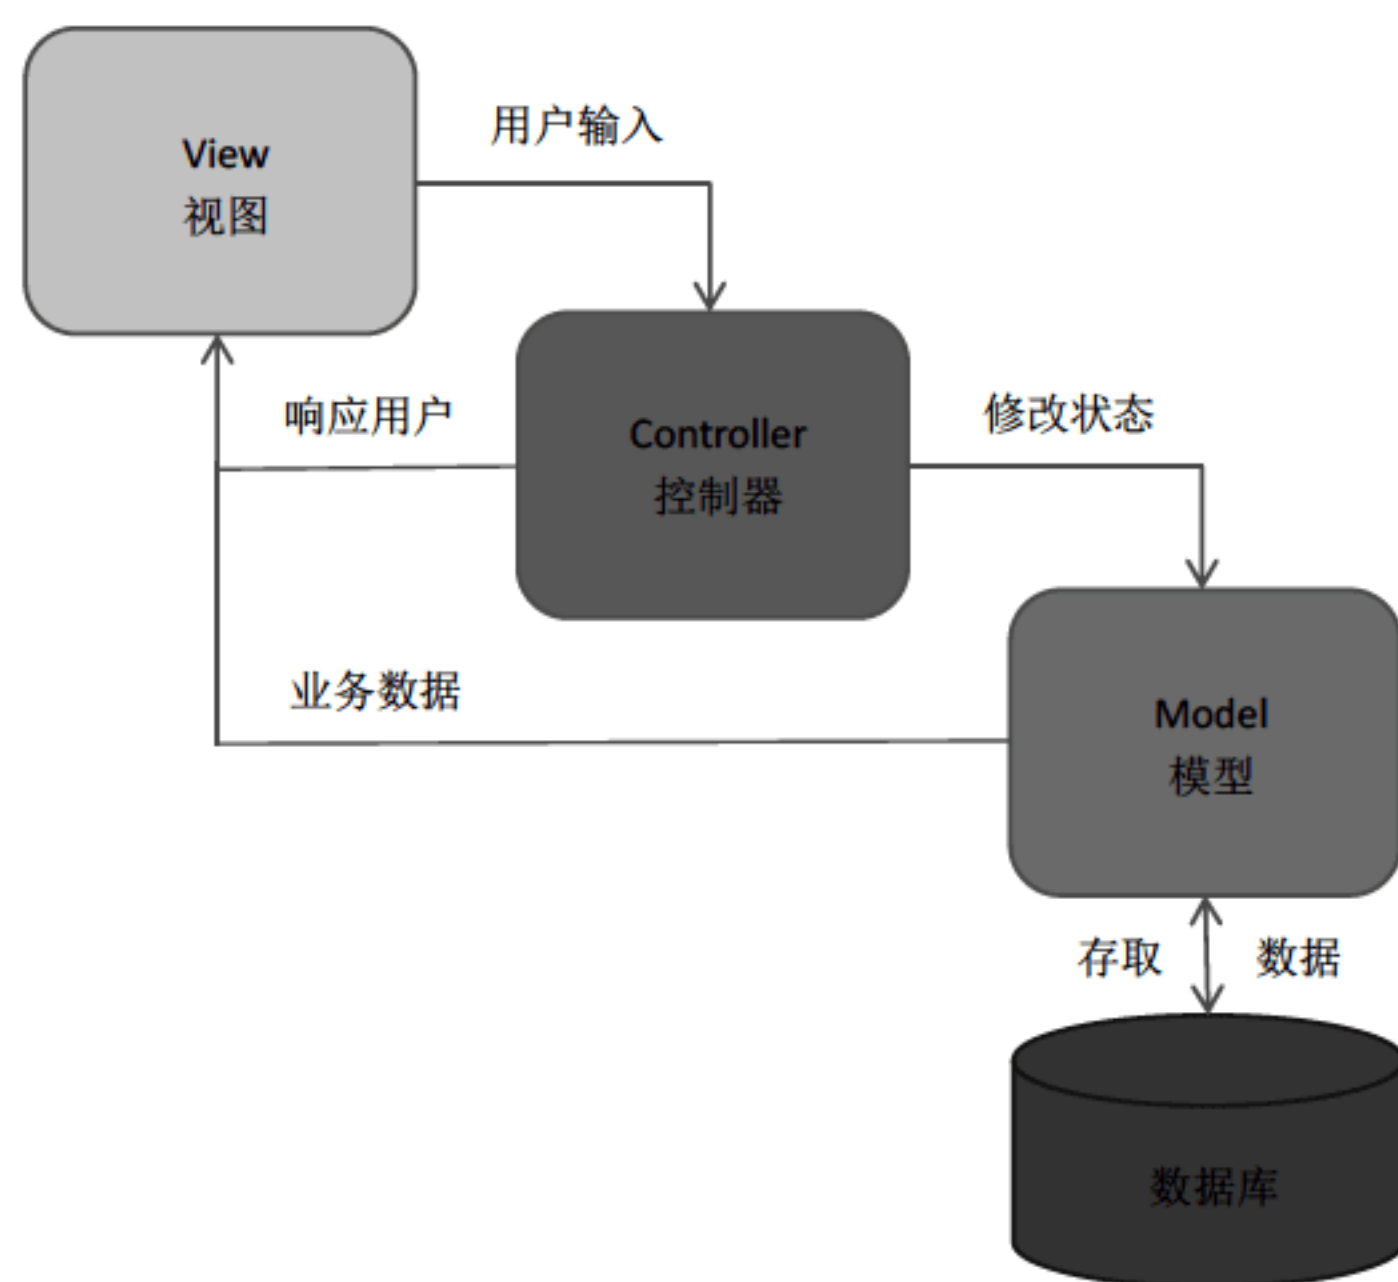 View
视图
用户输入
响应用户
Controller
控制器
修改状态
业务数据
Model
模型
存取
数据
数据库